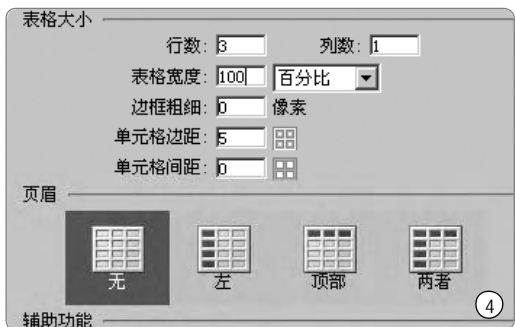 表格大小
行数: 3 列数: 1
表格宽度: 100 百分比
边框粗细: 0 像素
单元格边距: 5
单元格间距: 0
页眉
无 左 顶部 两者
4
辅助功能